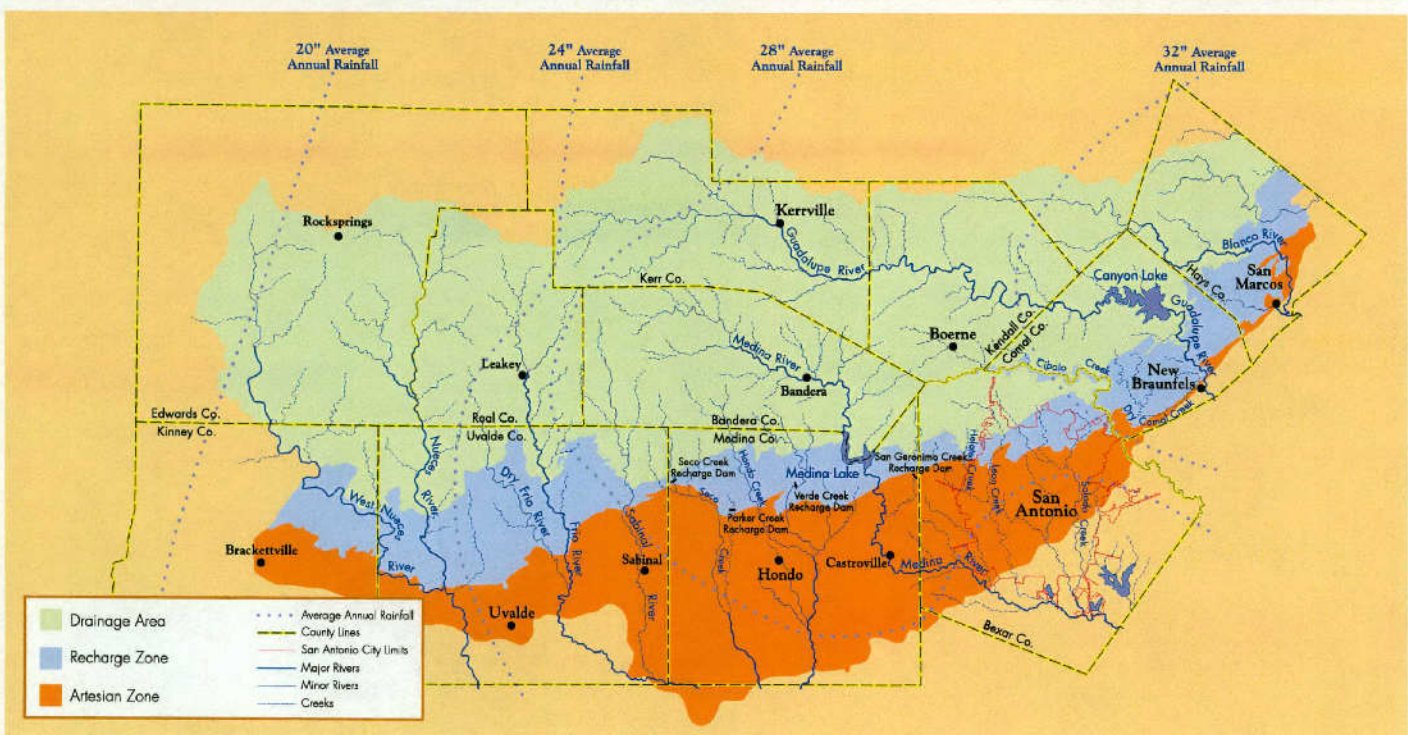 20" Average
Annual Rainfall
24" Average
Annual Rainfall
28" Average
Annual Rainfall
32" Average
Annual Rainfall
Rocksprings
Kerrville
Guadalupe River
Kerr Co.
Blanco River
Hays Co.
San
Marcos
Canyon Lake
Guadalupe River
Kendall Co.
Comal Co.
Boerne
Leakey
Medina River
Bandera
Cibolo Creek
New
Braunfels
Dry Comal Creek
Edwards Co.
Kinney Co.
Real Co.
Uvalde Co.
Bandera Co.
Medina Co.
Nueces River
West Nueces River
Dry Frio River
Frio River
Sabinal River
Seco Creek
Recharge Dam
Seco Creek
Hondo Creek
Medina Lake
Verde Creek
Recharge Dam
Parker Creek
Recharge Dam
San Geronimo Creek
Recharge Dam
Helotes Creek
Leon Creek
Salado Creek
San
Antonio
Brackettville
Uvalde
Sabinal
Hondo
Castroville
Medina River
Bexar Co.
Drainage Area
Recharge Zone
Artesian Zone
Average Annual Rainfall
County Lines
San Antonio City Limits
Major Rivers
Minor Rivers
Creeks